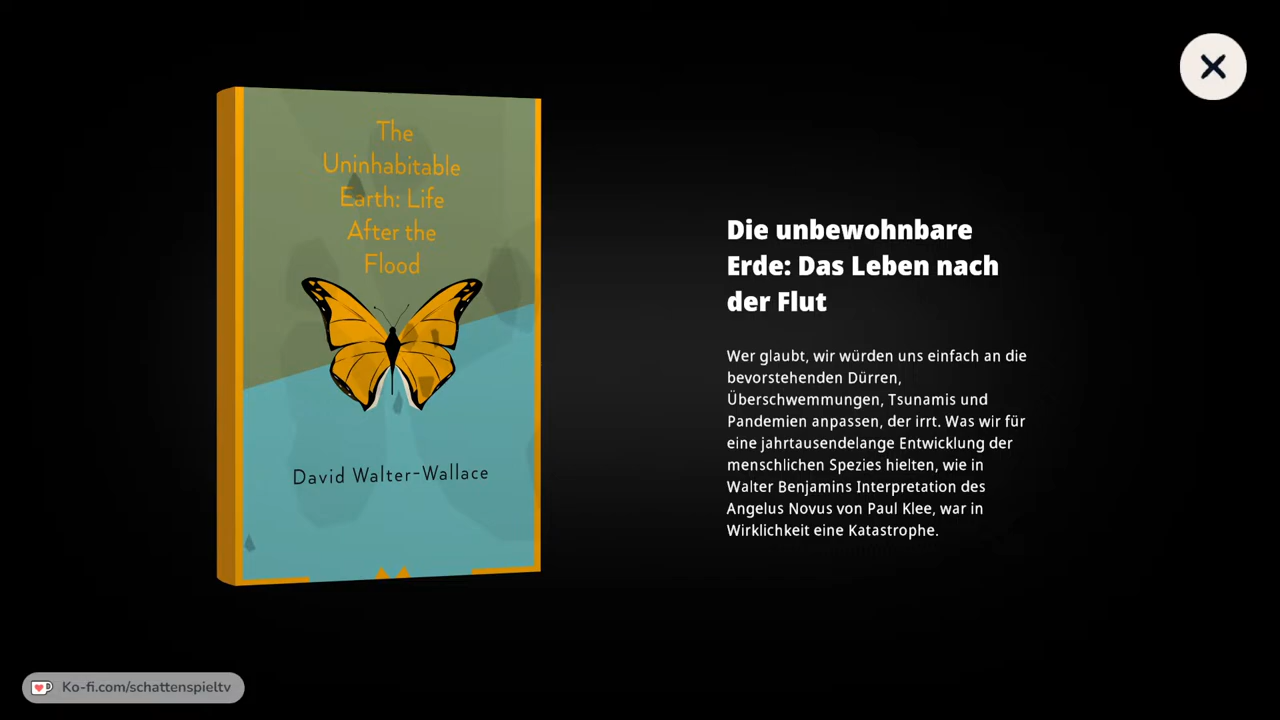 The
Uninhabitable
Earth: Life
After the
Flood
David Walter-Wallace
Die unbewohnbare
Erde: Das Leben nach
der Flut
Wer glaubt, wir würden uns einfach an die
bevorstehenden Dürren,
Überschwemmungen, Tsunamis und
Pandemien anpassen, der irrt. Was wir für
eine jahrtausendelange Entwicklung der
menschlichen Spezies hielten, wie in
Walter Benjamins Interpretation des
Angelus Novus von Paul Klee, war in
Wirklichkeit eine Katastrophe.
Ko-fi.com/schattenspieltv